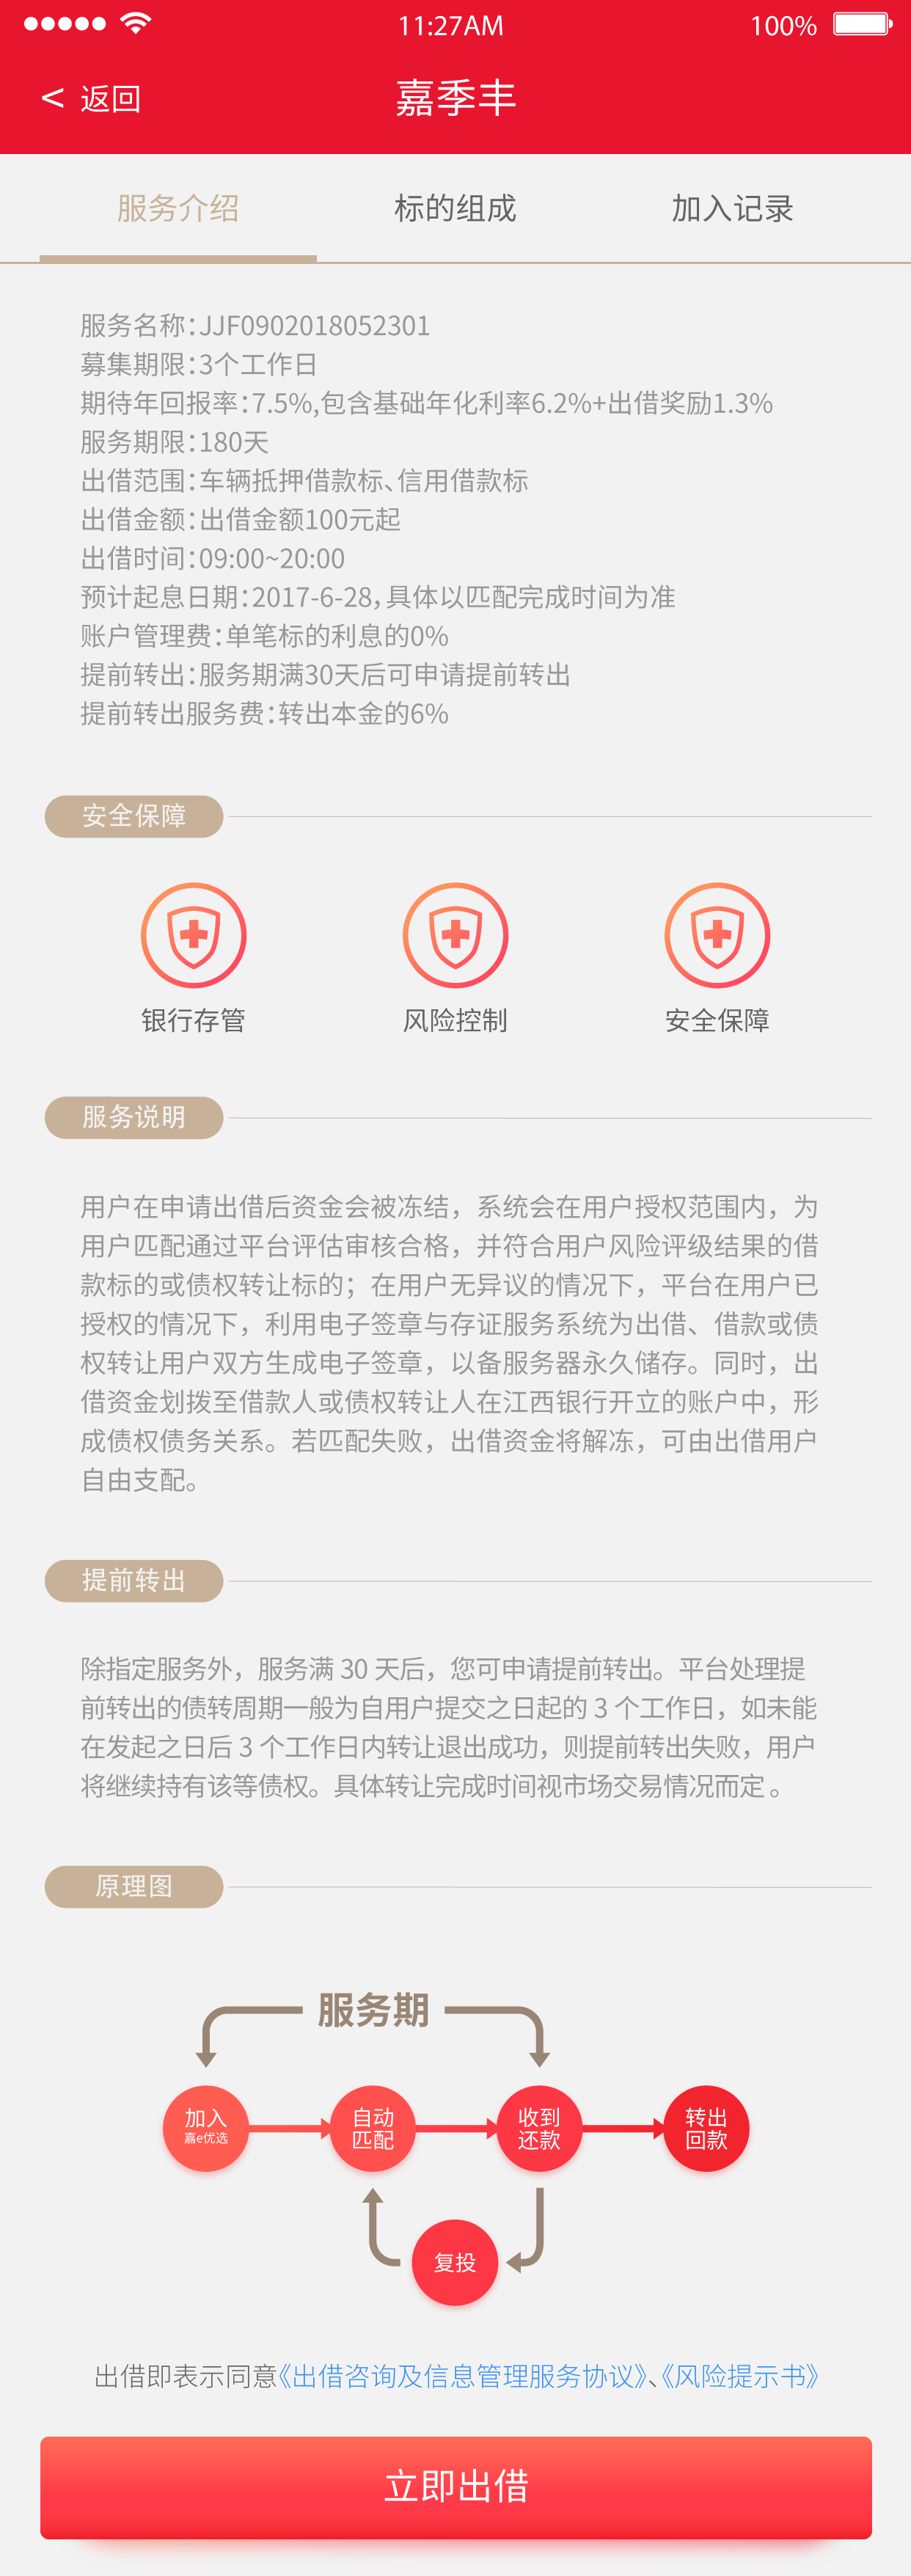 11:27AM 100%
< 返回 嘉季丰
服务介绍 标的组成 加入记录
服务名称：JJF0902018052301
募集期限：3个工作日
期待年回报率：7.5%,包含基础年化利率6.2%+出借奖励1.3%
服务期限：180天
出借范围：车辆抵押借款标、信用借款标
出借金额：出借金额100元起
出借时间：09:00~20:00
预计起息日期：2017-6-28，具体以匹配完成时间为准
账户管理费：单笔标的利息的0%
提前转出：服务期满30天后可申请提前转出
提前转出服务费：转出本金的6%
安全保障
银行存管 风险控制 安全保障
服务说明
用户在申请出借后资金会被冻结，系统会在用户授权范围内，为
用户匹配通过平台评估审核合格，并符合用户风险评级结果的借
款标的或债权转让标的；在用户无异议的情况下，平台在用户已
授权的情况下，利用电子签章与存证服务系统为出借、借款或债
权转让用户双方生成电子签章，以备服务器永久储存。同时，出
借资金划拨至借款人或债权转让人在江西银行开立的账户中，形
成债权债务关系。若匹配失败，出借资金将解冻，可由出借用户
自由支配。
提前转出
除指定服务外，服务满 30 天后，您可申请提前转出。平台处理提
前转出的债转周期一般为自用户提交之日起的 3 个工作日，如未能
在发起之日后 3 个工作日内转让退出成功，则提前转出失败，用户
将继续持有该等债权。具体转让完成时间视市场交易情况而定 。
原理图
服务期
加入 自动 收到 转出
嘉e优选 匹配 还款 回款
复投
出借即表示同意《出借咨询及信息管理服务协议》、《风险提示书》
立即出借